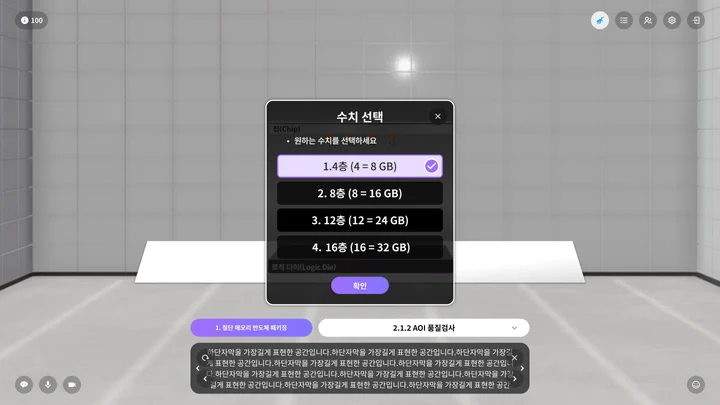 100
수치 선택
칩(Chip)
• 원하는 수치를 선택하세요
1.4층 (4 = 8 GB)
2. 8층 (8 = 16 GB)
3. 12층 (12 = 24 GB)
4. 16층 (16 = 32 GB)
로직 다이(Logic Die)
확인
1. 첨단 메모리 반도체 패키징
2.1.2 AOI 품질검사
하단자막을 가장길게 표현한 공간입니다.하단자막을 가장길게 표현한 공간입니다.하단자막을 가장길
게 표현한 공간입니다.하단자막을 가장길게 표현한 공간입니다.하단자막을 가장길게 표현한 공간입니
다.하단자막을 가장길게 표현한 공간입니다.하단자막을 가장길게 표현한 공간입니다.하단자막을 가장
길게 표현한 공간입니다.하단자막을 가장길게 표현한 공간입니다.하단자막을 가장길게 표현한 공간